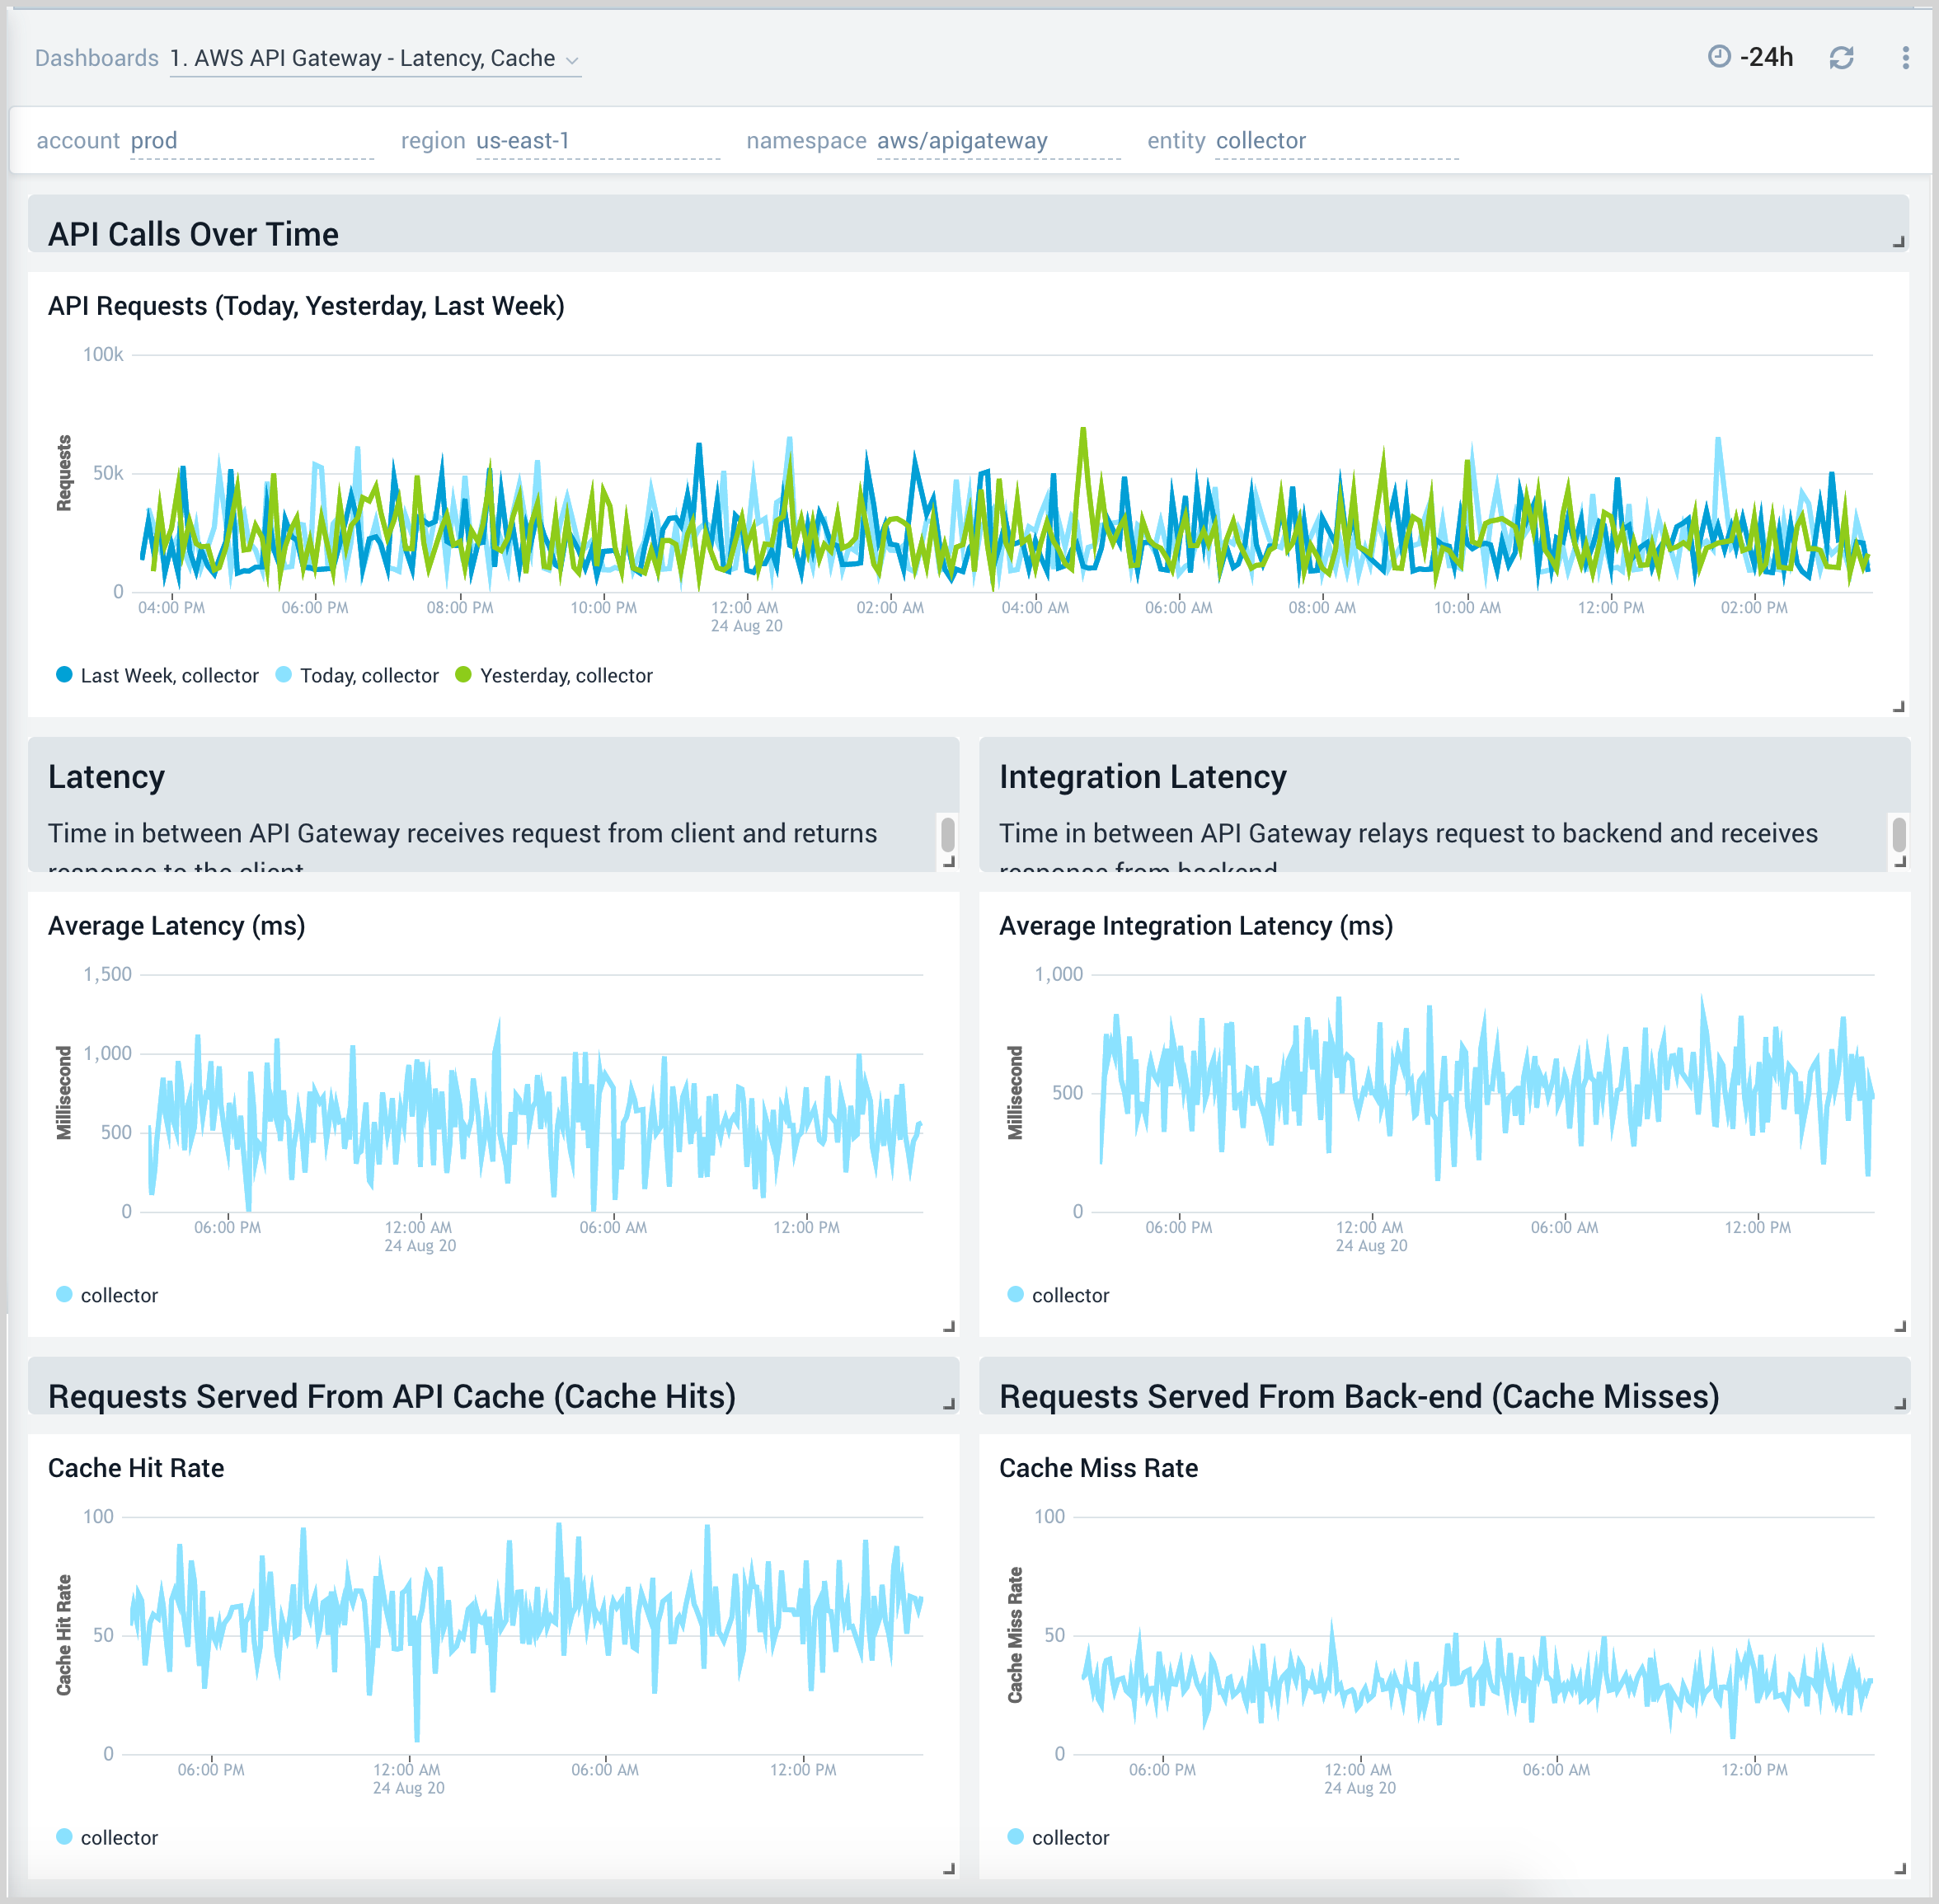 Dashboards 1. AWS API Gateway - Latency, Cache -24h
account prod region us-east-1 namespace aws/apigateway entity collector
API Calls Over Time
API Requests (Today, Yesterday, Last Week)
Requests
100k
50k
0
04:00 PM 06:00 PM 08:00 PM 10:00 PM 12:00 AM 02:00 AM 04:00 AM 06:00 AM 08:00 AM 10:00 AM 12:00 PM 02:00 PM
24 Aug 20
Last Week, collector Today, collector Yesterday, collector
Latency
Time in between API Gateway receives request from client and returns
response to the client
Integration Latency
Time in between API Gateway relays request to backend and receives
response from backend
Average Latency (ms)
Millisecond
1,500
1,000
500
0
06:00 PM 12:00 AM 06:00 AM 12:00 PM
24 Aug 20
collector
Average Integration Latency (ms)
Millisecond
1,000
500
0
06:00 PM 12:00 AM 06:00 AM 12:00 PM
24 Aug 20
collector
Requests Served From API Cache (Cache Hits)
Requests Served From Back-end (Cache Misses)
Cache Hit Rate
Cache Hit Rate
100
50
0
06:00 PM 12:00 AM 06:00 AM 12:00 PM
24 Aug 20
collector
Cache Miss Rate
Cache Miss Rate
100
50
0
06:00 PM 12:00 AM 06:00 AM 12:00 PM
24 Aug 20
collector